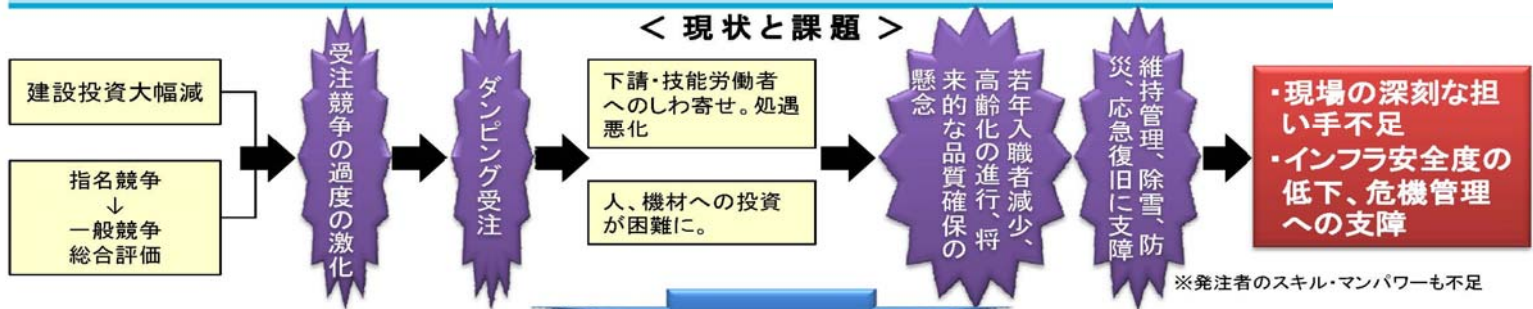 ＜ 現状と課題 ＞
建設投資大幅減
指名競争
↓
一般競争
総合評価
受注競争の過度の激化
ダンピング受注
下請・技能労働者
へのしわ寄せ。処遇
悪化
人、機材への投資
が困難に。
若年入職者減少、
高齢化の進行、将
来的な品質確保の
懸念
維持管理、除雪、防
災、応急復旧に支障
・現場の深刻な担
い手不足
・インフラ安全度の
低下、危機管理
への支障
※発注者のスキル・マンパワーも不足